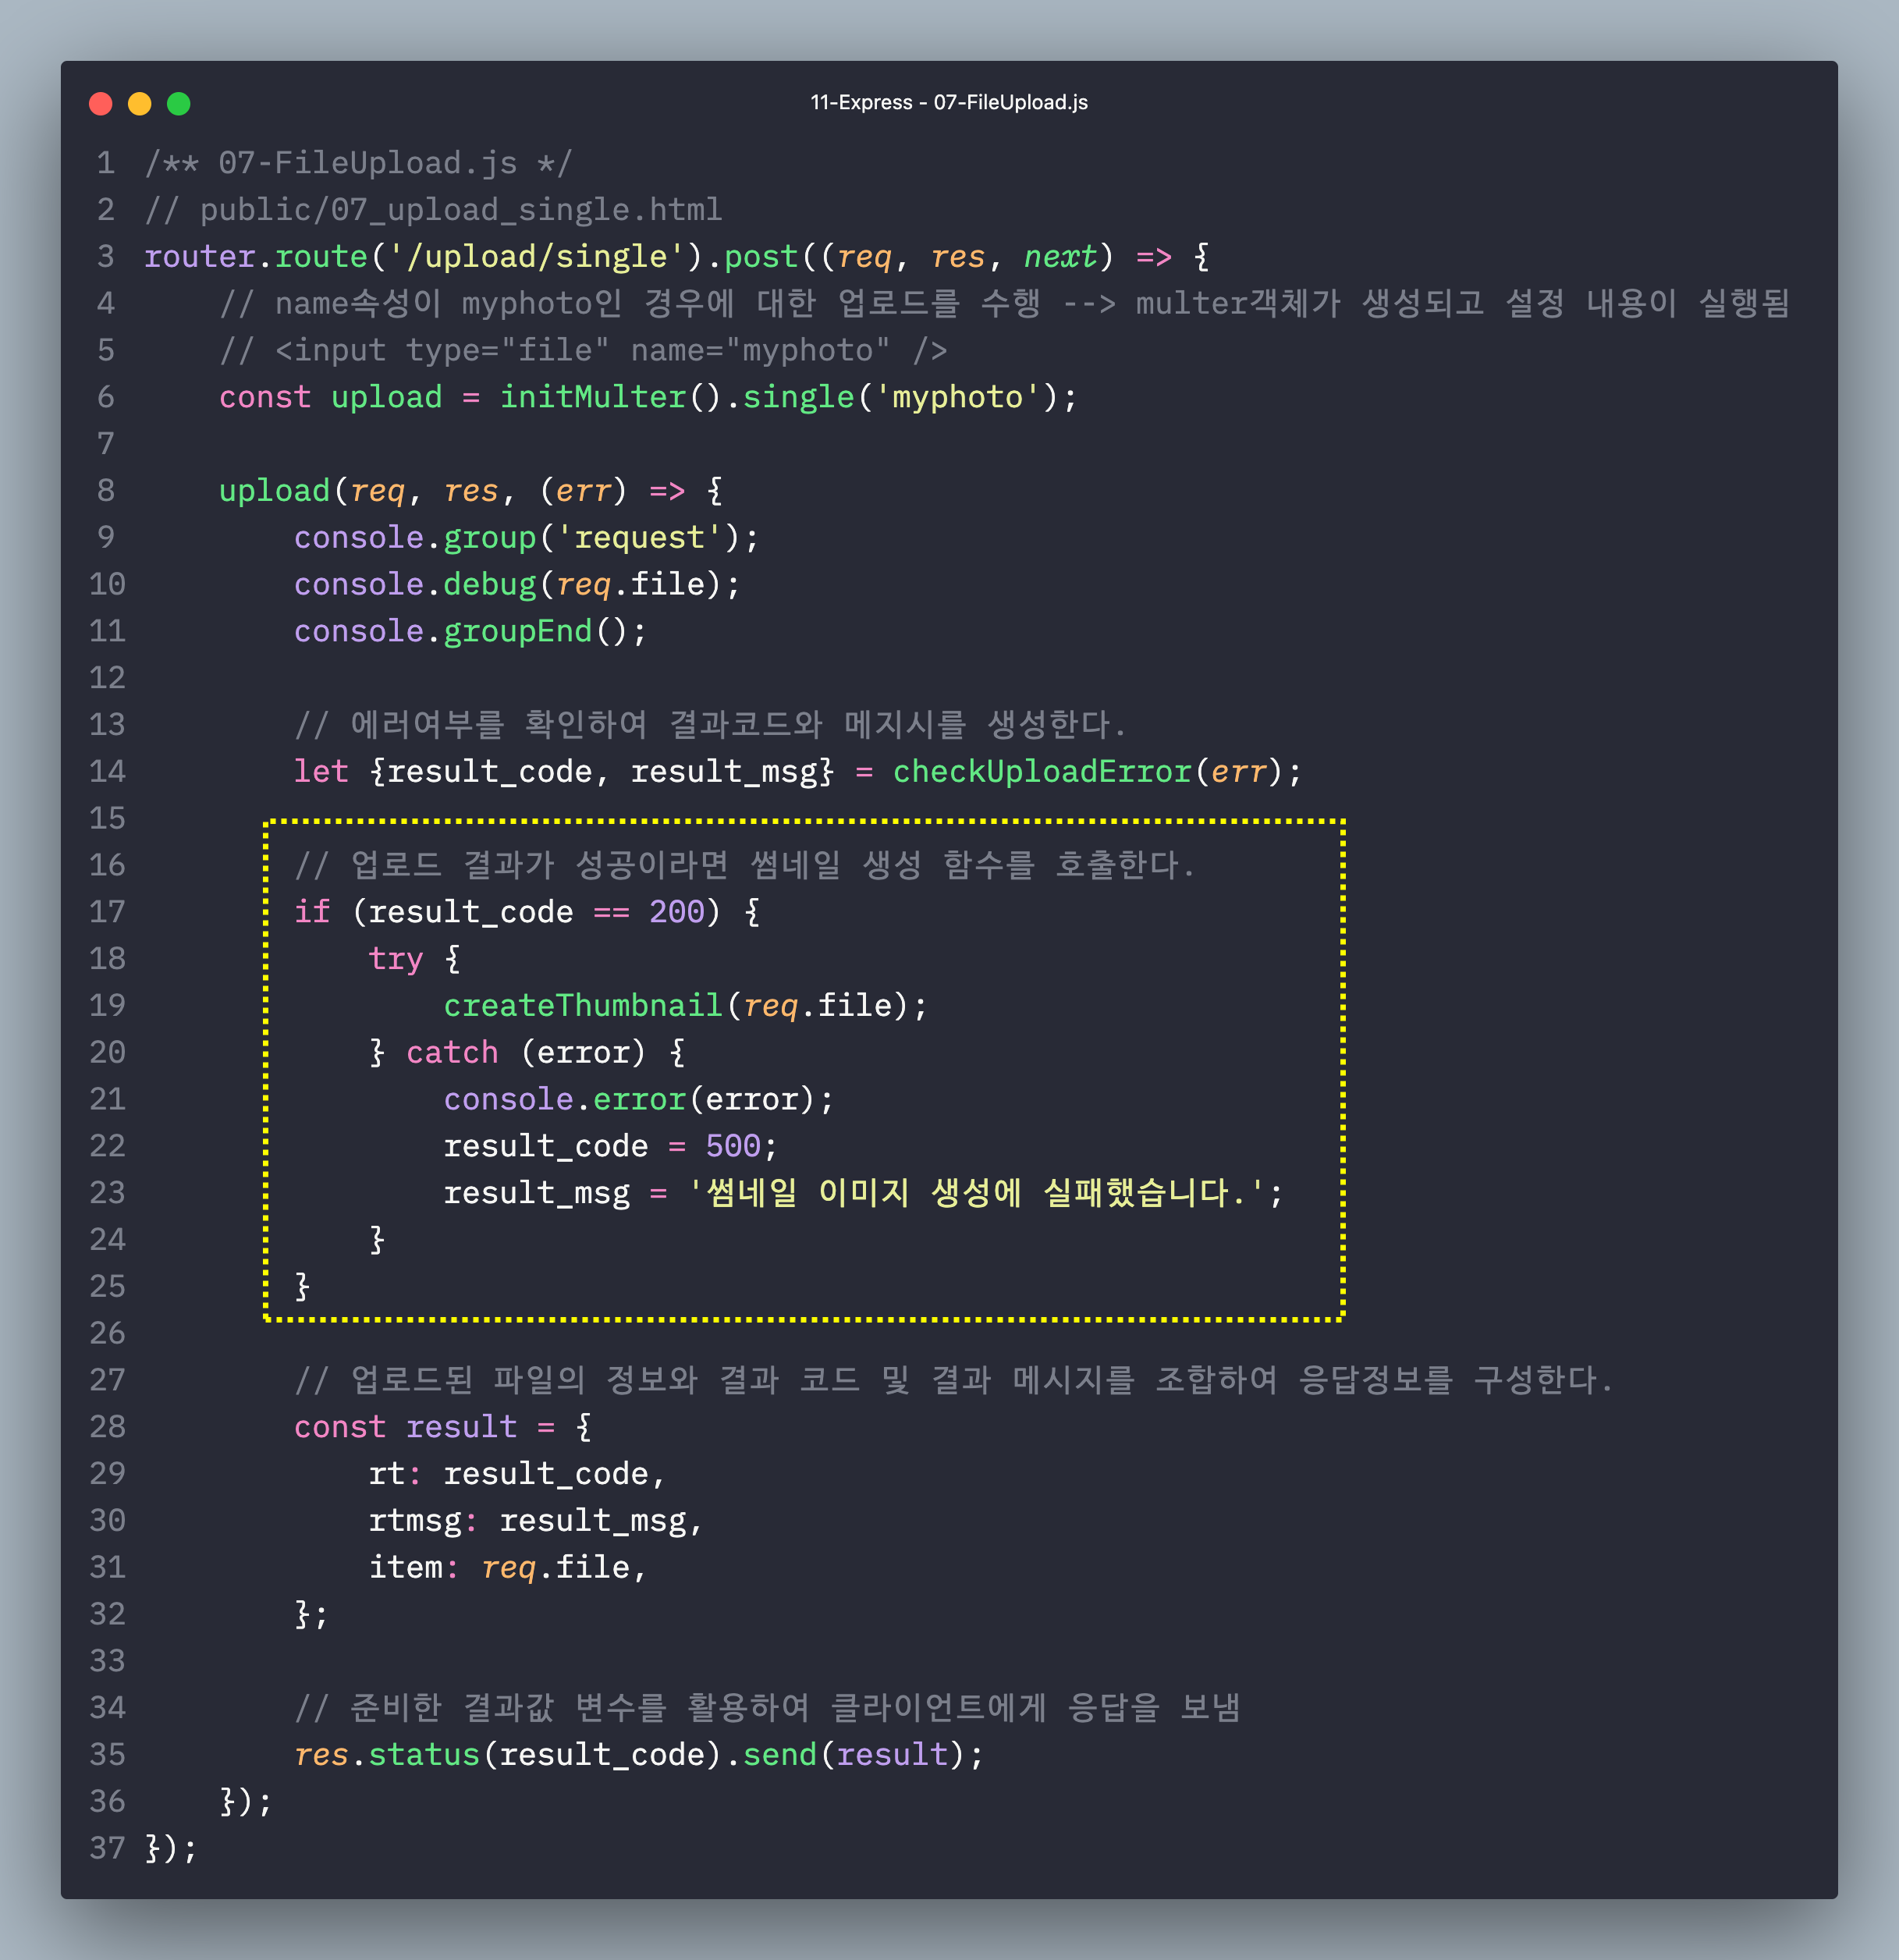 11-Express - 07-FileUpload.js
1 /** 07-FileUpload.js */
2 // public/07_upload_single.html
3 router.route('/upload/single').post((req, res, next) => {
4     // name속성이 myphoto인 경우에 대한 업로드를 수행 --> multer객체가 생성되고 설정 내용이 실행됨
5     // <input type="file" name="myphoto" />
6     const upload = initMulter().single('myphoto');
7
8     upload(req, res, (err) => {
9         console.group('request');
10         console.debug(req.file);
11         console.groupEnd();
12
13         // 에러여부를 확인하여 결과코드와 메지시를 생성한다.
14         let {result_code, result_msg} = checkUploadError(err);
15
16         // 업로드 결과가 성공이라면 썸네일 생성 함수를 호출한다.
17         if (result_code == 200) {
18             try {
19                 createThumbnail(req.file);
20             } catch (error) {
21                 console.error(error);
22                 result_code = 500;
23                 result_msg = '썸네일 이미지 생성에 실패했습니다.';
24             }
25         }
26
27         // 업로드된 파일의 정보와 결과 코드 및 결과 메시지를 조합하여 응답정보를 구성한다.
28         const result = {
29             rt: result_code,
30             rtmsg: result_msg,
31             item: req.file,
32         };
33
34         // 준비한 결과값 변수를 활용하여 클라이언트에게 응답을 보냄
35         res.status(result_code).send(result);
36     });
37 });